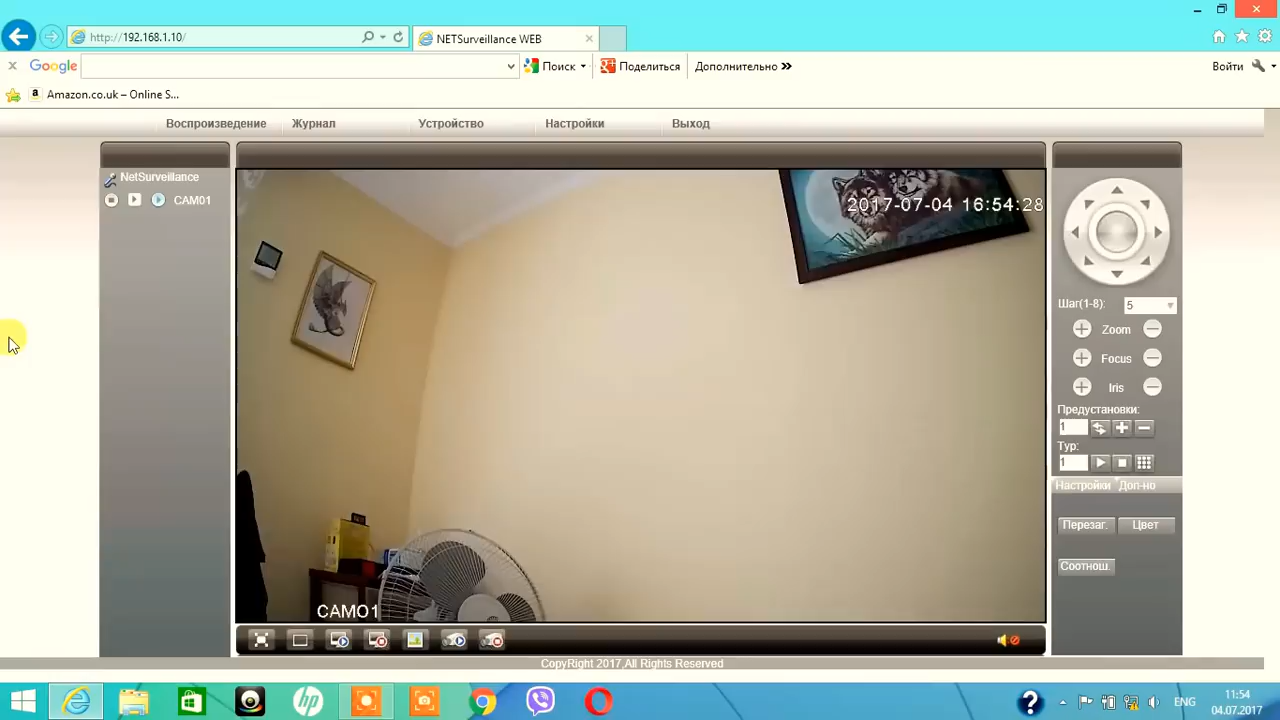 http://192.168.1.10/
NETSurveillance WEB
Google
Поиск
Поделиться
Дополнительно
Войти
Amazon.co.uk – Online S...
Воспроизведение
Журнал
Устройство
Настройки
Выход
NetSurveillance
CAM01
2017-07-04 16:54:28
CAM01
Шаг(1-8):
5
Zoom
Focus
Iris
Предустановки:
1
Тур:
1
Настройки
Доп-но
Перезаг.
Цвет
Соотнош.
CopyRight 2017,All Rights Reserved
ENG
11:54
04.07.2017